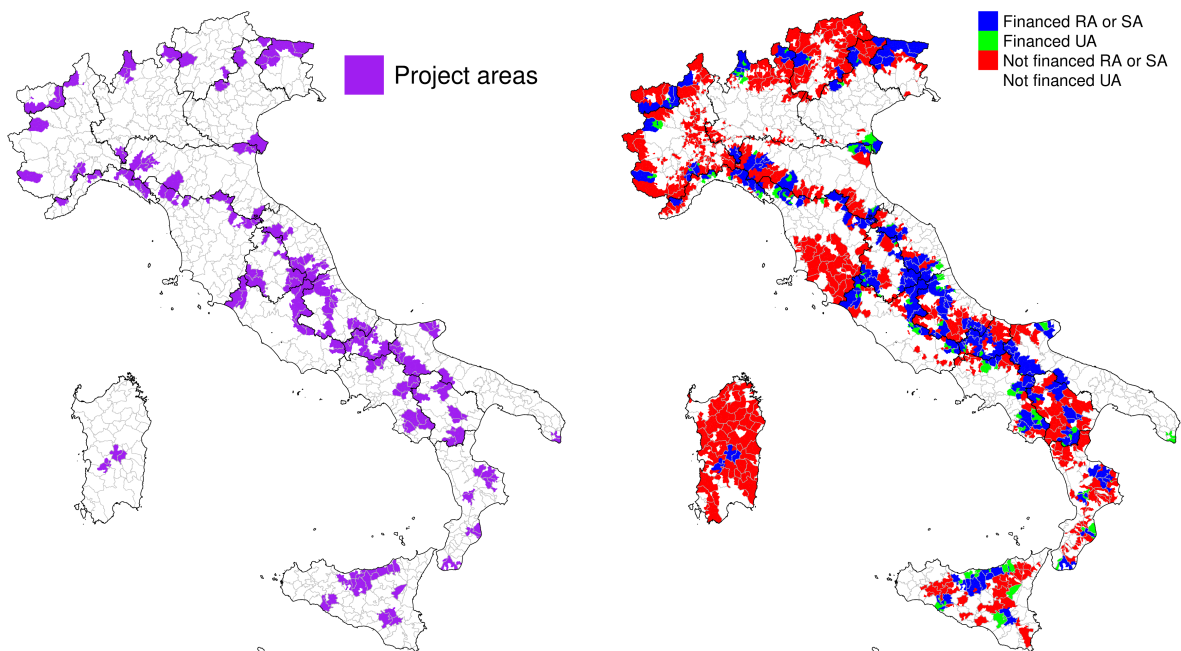 Project areas
Financed RA or SA
Financed UA
Not financed RA or SA
Not financed UA